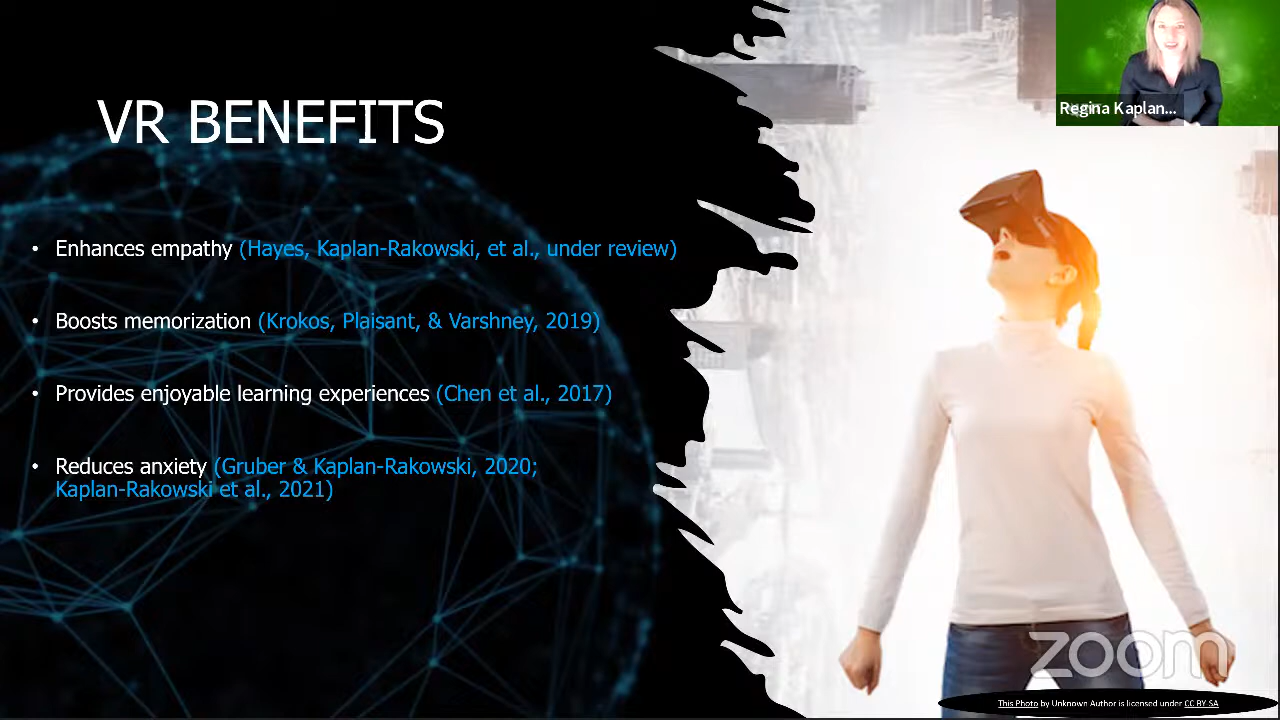 VR BENEFITS
• Enhances empathy (Hayes, Kaplan-Rakowski, et al., under review)
• Boosts memorization (Krokos, Plaisant, & Varshney, 2019)
• Provides enjoyable learning experiences (Chen et al., 2017)
• Reduces anxiety (Gruber & Kaplan-Rakowski, 2020;
Kaplan-Rakowski et al., 2021)
Regina Kaplan...
zoom
This Photo by Unknown Author is licensed under CC BY-SA